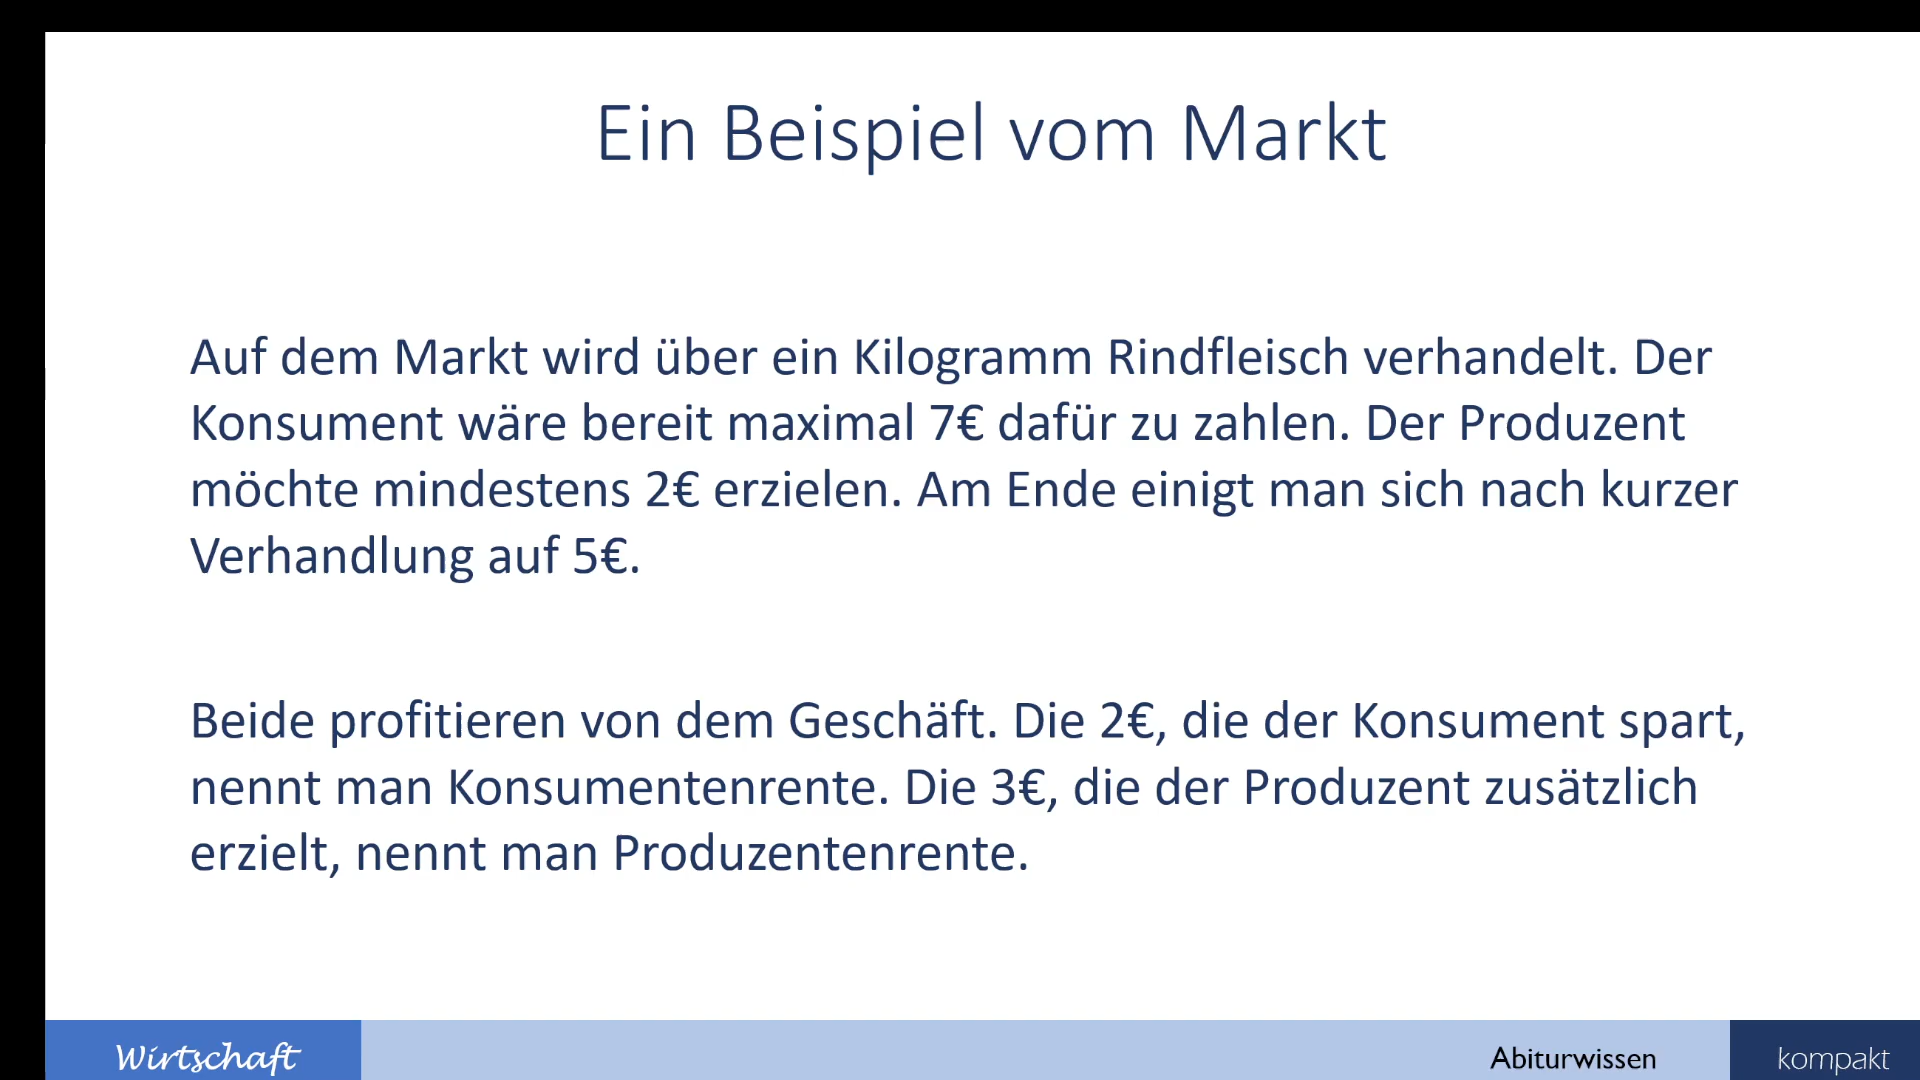 Ein Beispiel vom Markt
Auf dem Markt wird über ein Kilogramm Rindfleisch verhandelt. Der
Konsument wäre bereit maximal 7€ dafür zu zahlen. Der Produzent
möchte mindestens 2€ erzielen. Am Ende einigt man sich nach kurzer
Verhandlung auf 5€.
Beide profitieren von dem Geschäft. Die 2€, die der Konsument spart,
nennt man Konsumentenrente. Die 3€, die der Produzent zusätzlich
erzielt, nennt man Produzentenrente.
Wirtschaft
Abiturwissen
kompakt